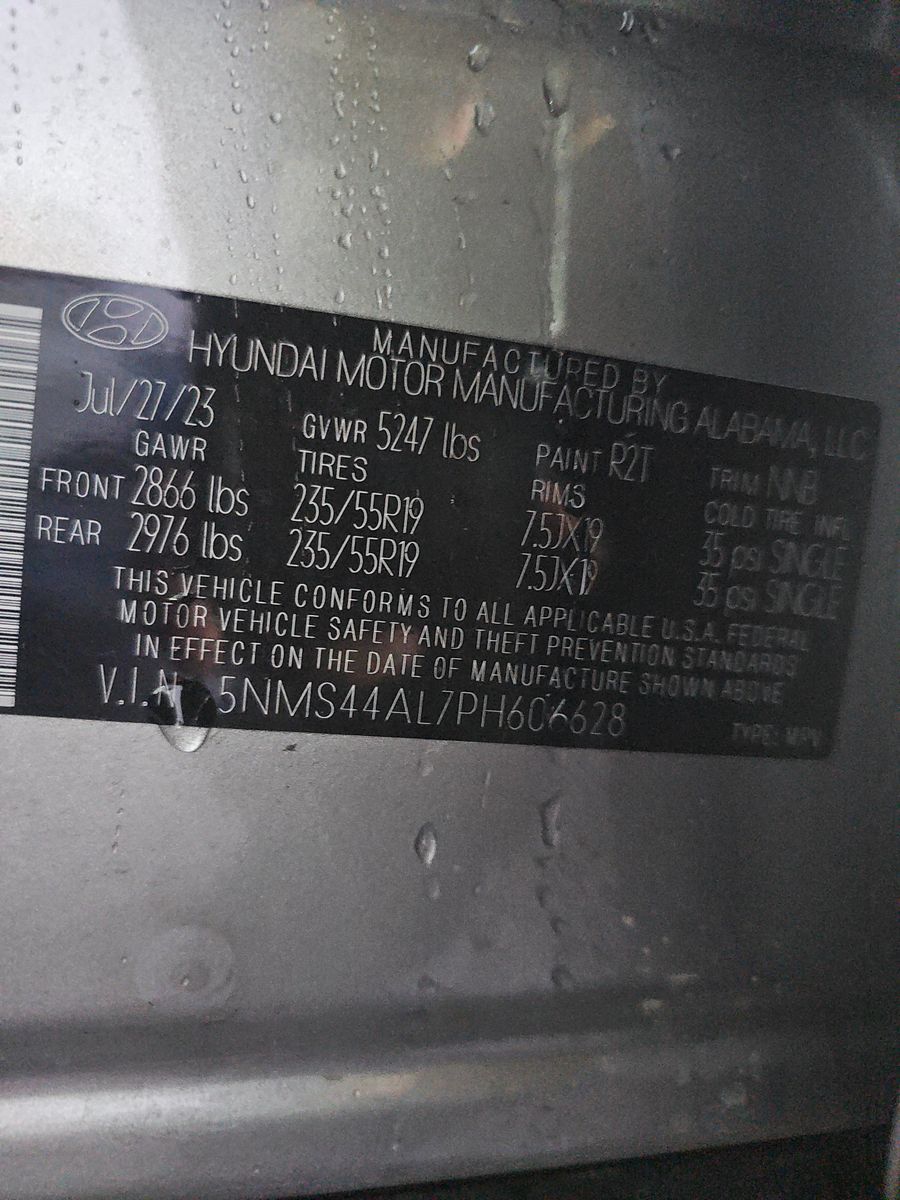 MANUFACTURED BY
HYUNDAI MOTOR MANUFACTURING ALABAMA, LLC
Jul/27/23 GVWR 5247 lbs PAINT R2T TRIM NNB
GAWR TIRES RIMS COLD TIRE INFL
FRONT 2866 lbs 235/55R19 7.5JX19 35 psi SINGLE
REAR 2976 lbs 235/55R19 7.5JX19 35 psi SINGLE
THIS VEHICLE CONFORMS TO ALL APPLICABLE U.S.A. FEDERAL
MOTOR VEHICLE SAFETY AND THEFT PREVENTION STANDARDS
IN EFFECT ON THE DATE OF MANUFACTURE SHOWN ABOVE
V.I.N. 5NMS44AL7PH606628 TYPE: MPV